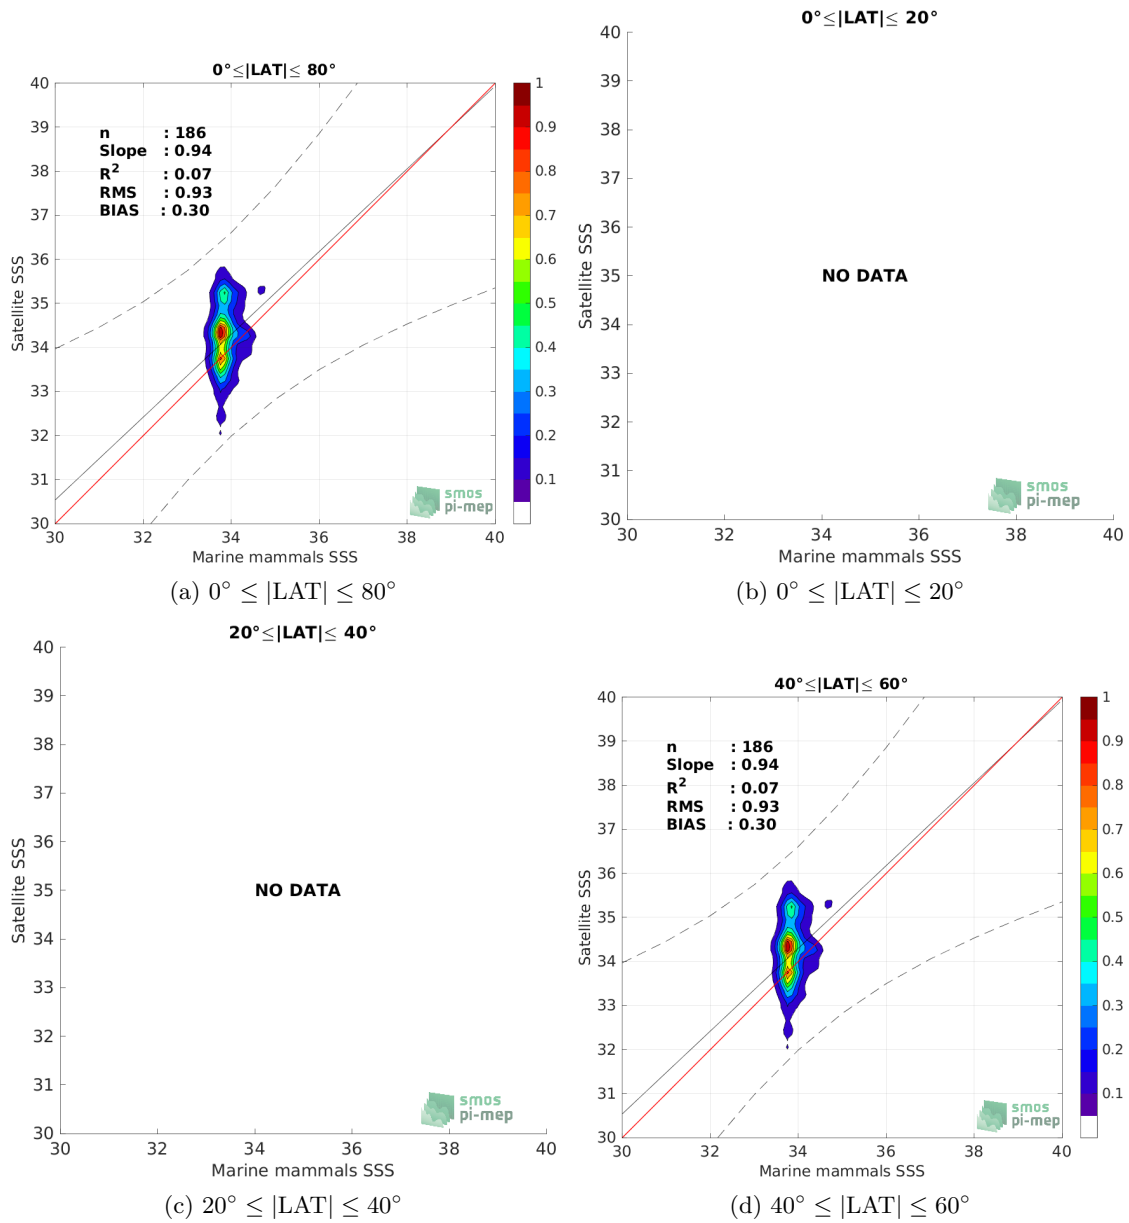 0°≤|LAT|≤ 80°
40
39
38
37
36
35
34
33
32
31
30
Satellite SSS
n : 186
Slope : 0.94
R² : 0.07
RMS : 0.93
BIAS : 0.30
smos
pi-mep
30 32 34 36 38 40
Marine mammals SSS
1
0.9
0.8
0.7
0.6
0.5
0.4
0.3
0.2
0.1
(a) 0° ≤ |LAT| ≤ 80°
0°≤|LAT|≤ 20°
40
39
38
37
36
35
34
33
32
31
30
Satellite SSS
NO DATA
smos
pi-mep
30 32 34 36 38 40
Marine mammals SSS
(b) 0° ≤ |LAT| ≤ 20°
20°≤|LAT|≤ 40°
40
39
38
37
36
35
34
33
32
31
30
Satellite SSS
NO DATA
smos
pi-mep
30 32 34 36 38 40
Marine mammals SSS
(c) 20° ≤ |LAT| ≤ 40°
40°≤|LAT|≤ 60°
40
39
38
37
36
35
34
33
32
31
30
Satellite SSS
n : 186
Slope : 0.94
R² : 0.07
RMS : 0.93
BIAS : 0.30
smos
pi-mep
30 32 34 36 38 40
Marine mammals SSS
1
0.9
0.8
0.7
0.6
0.5
0.4
0.3
0.2
0.1
(d) 40° ≤ |LAT| ≤ 60°